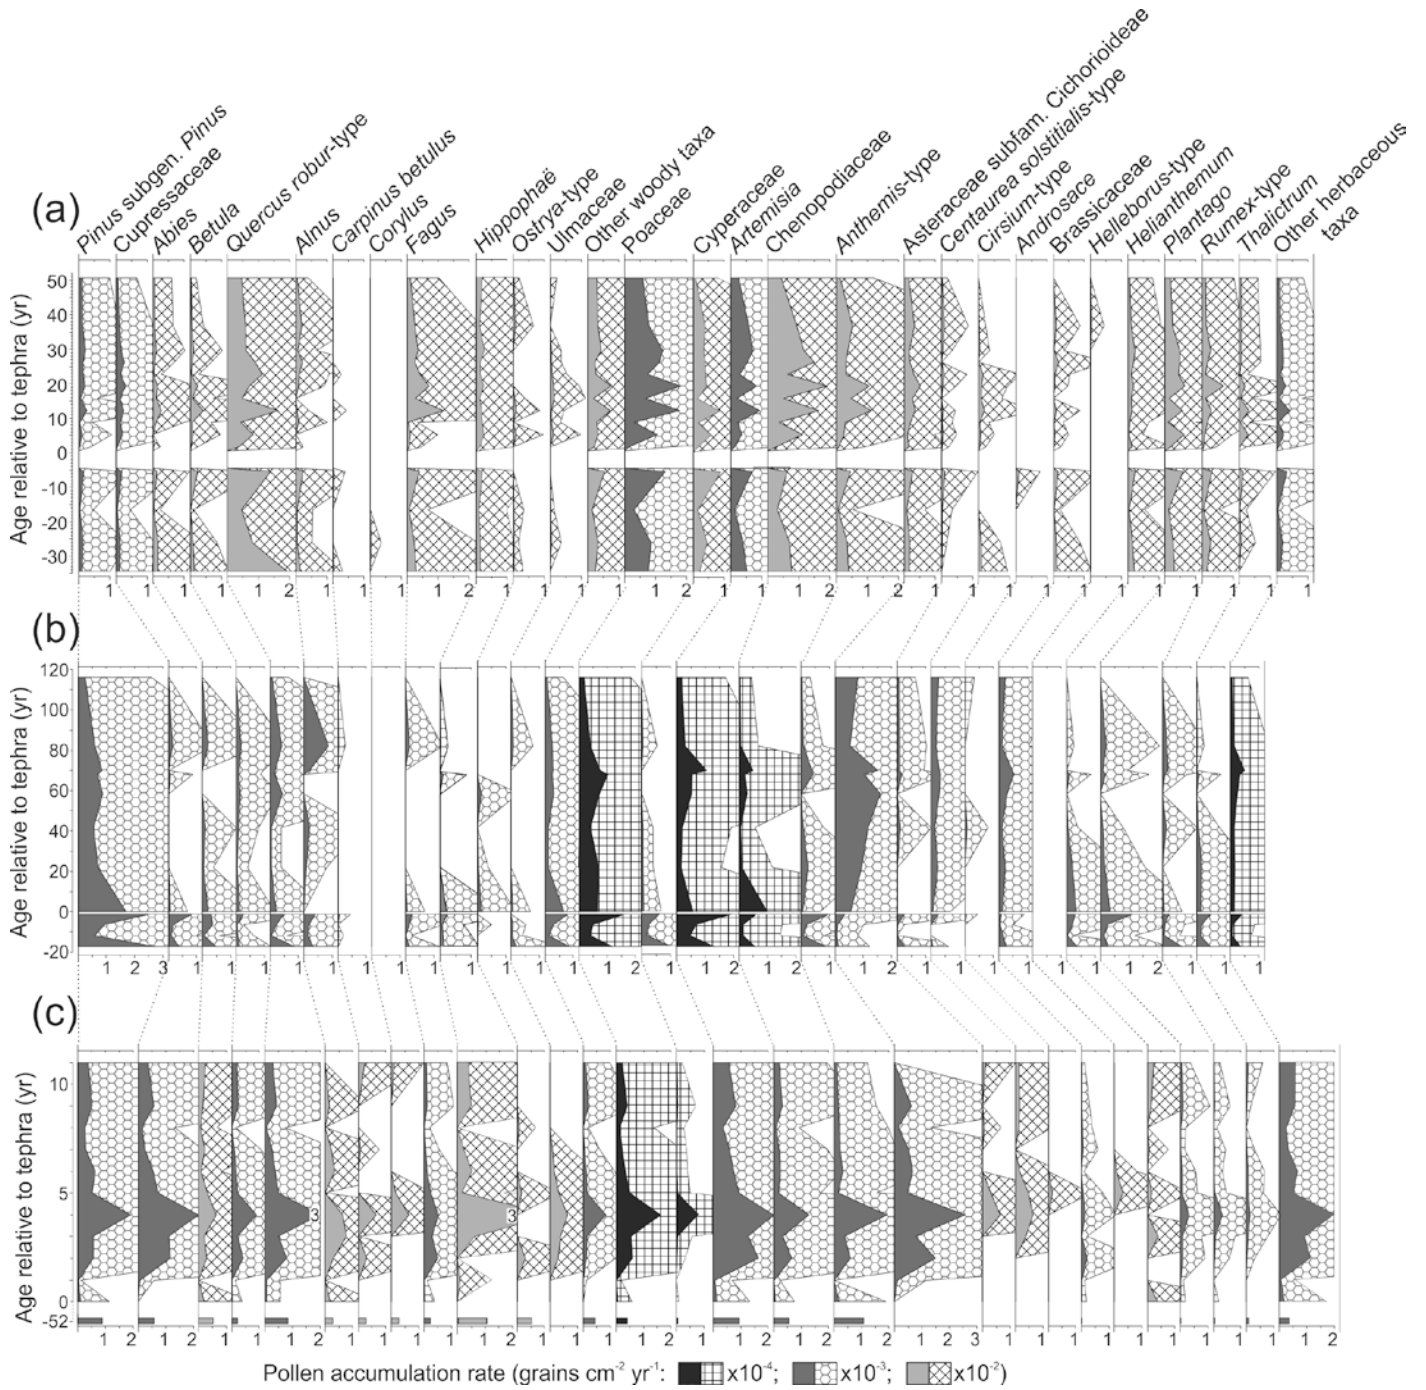 (a)
Pinus subgen. Pinus
Cupressaceae
Abies
Betula
Quercus robur-type
Alnus
Carpinus betulus
Corylus
Fagus
Hippophaë
Ostrya-type
Ulmaceae
Other woody taxa
Poaceae
Cyperaceae
Artemisia
Chenopodiaceae
Anthemis-type
Asteraceae subfam. Cichorioideae
Centaurea solstitialis-type
Cirsium-type
Androsace
Brassicaceae
Helleborus-type
Helianthemum
Plantago
Rumex-type
Thalictrum
Other herbaceous
taxa
Age relative to tephra (yr)
50
40
30
20
10
0
-10
-20
-30
1 1 1 1 1 2 1 1 1 1 2 1 1 1 1 1 2 1 1 1 2 1 2 1 1 1 1 1 1 1 1 1 1 1
(b)
Age relative to tephra (yr)
120
100
80
60
40
20
0
-20
1 2 3 1 1 1 1 1 1 1 1 1 1 1 1 1 2 1 1 2 1 2 1 1 2 1 1 1 1 1 1 1 2 1 1 1
(c)
Age relative to tephra (yr)
10
5
0
-52
3
3
1 2 1 2 1 1 1 2 1 1 1 1 1 2 1 1 1 1 2 1 1 2 1 2 1 2 1 2 3 1 1 1 1 1 1 1 1 1 1 2
Pollen accumulation rate (grains cm-2 yr-1: x10-4; x10-3; x10-2)